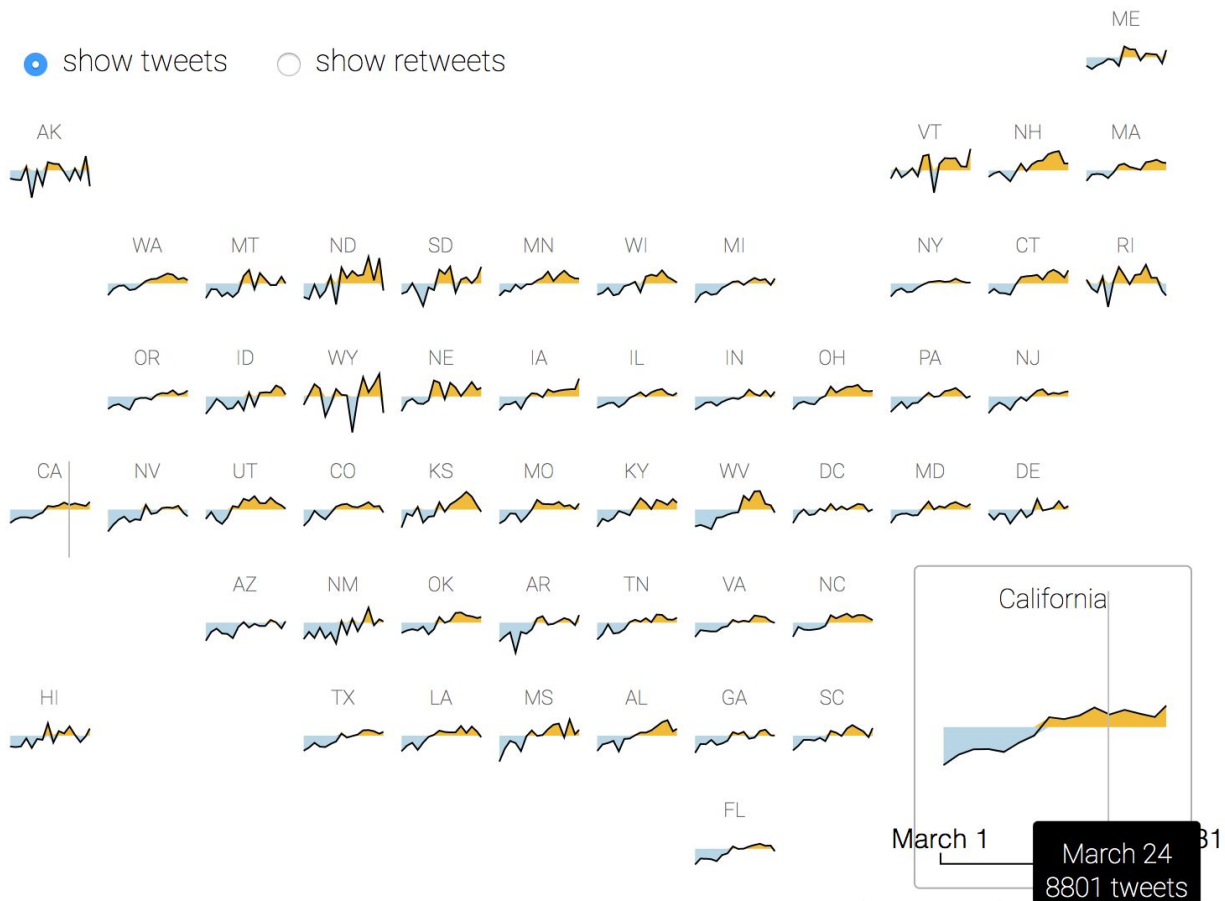 ME
show tweets show retweets
AK VT NH MA
WA MT ND SD MN WI MI NY CT RI
OR ID WY NE IA IL IN OH PA NJ
CA NV UT CO KS MO KY WV DC MD DE
AZ NM OK AR TN VA NC
California
HI TX LA MS AL GA SC
FL
March 1 31
March 24
8801 tweets